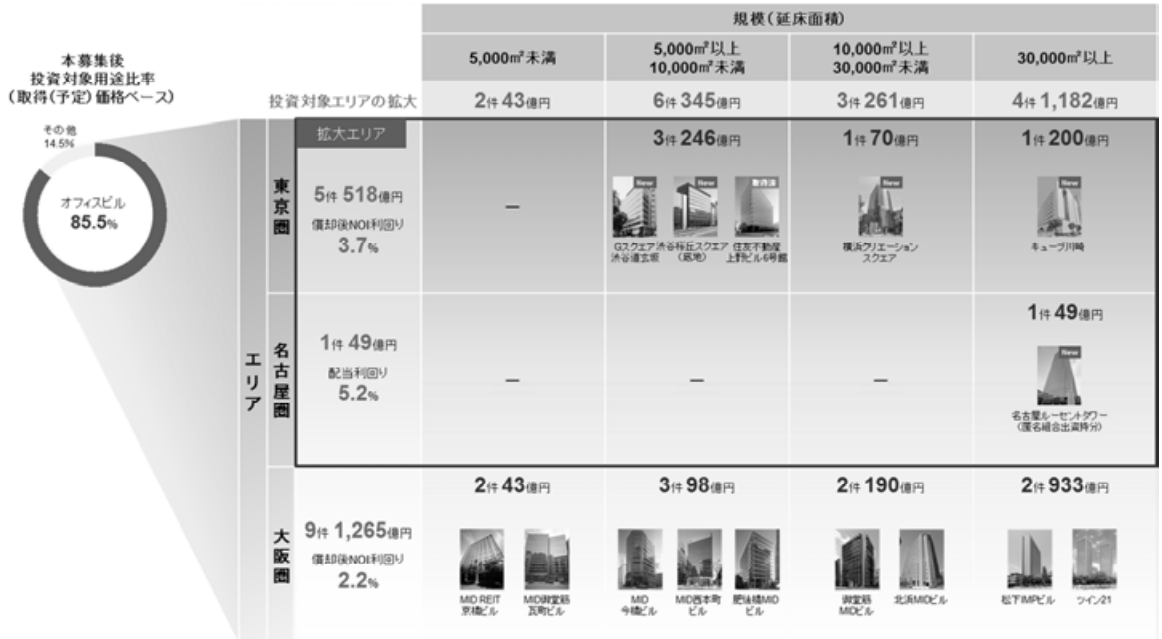 本募集後
投資対象用途比率
(取得(予定)価格ベース)
その他
14.5%
オフィスビル
85.5%
規模(延床面積)
5,000㎡未満
5,000㎡以上
10,000㎡未満
10,000㎡以上
30,000㎡未満
30,000㎡以上
投資対象エリアの拡大
2件 43億円
6件 345億円
3件 261億円
4件 1,182億円
エリア
拡大エリア
東京圏
5件 518億円
償却後NOI利回り
3.7%
–
3件 246億円
New
New
取得済
Gスクエア
渋谷道玄坂
渋谷桜丘スクエア
(底地)
住友不動産
上野ビル6号館
1件 70億円
New
横浜クリエーション
スクエア
1件 200億円
New
キューブ川崎
名古屋圏
1件 49億円
配当利回り
5.2%
–
–
–
1件 49億円
New
名古屋ルーセントタワー
(匿名組合出資持分)
大阪圏
9件 1,265億円
償却後NOI利回り
2.2%
2件 43億円
MID REIT
京橋ビル
MID御堂筋
瓦町ビル
3件 98億円
MID
今橋ビル
MID西本町
ビル
肥後橋MID
ビル
2件 190億円
御堂筋
MIDビル
北浜MIDビル
2件 933億円
松下IMPビル
ツイン21